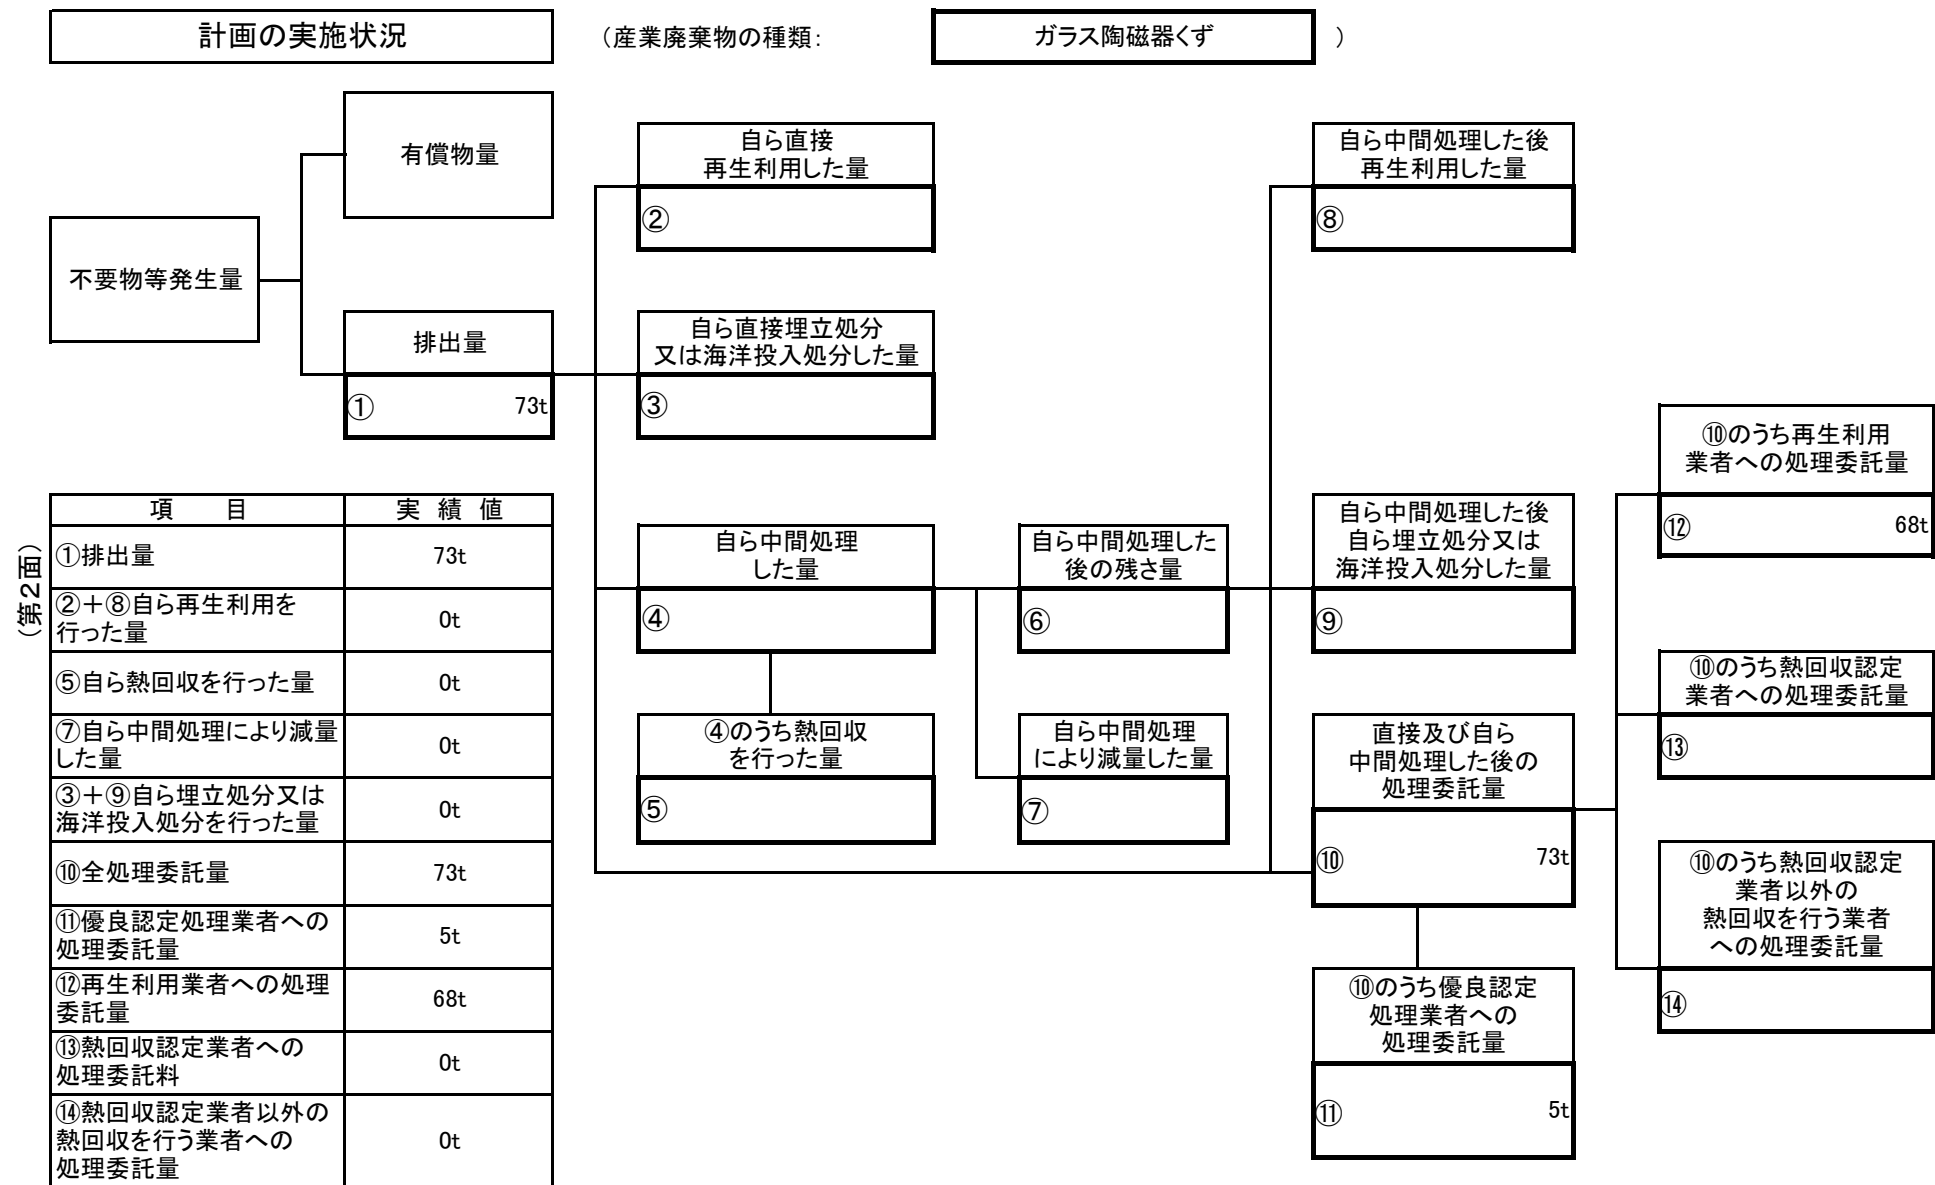 計画の実施状況
（産業廃棄物の種類：
ガラス陶磁器くず
）
有償物量
不要物等発生量
排出量
① 73t
自ら直接
再生利用した量
②
自ら直接埋立処分
又は海洋投入処分した量
③
自ら中間処理
した量
④
④のうち熱回収
を行った量
⑤
自ら中間処理した
後の残さ量
⑥
自ら中間処理
により減量した量
⑦
自ら中間処理した後
再生利用した量
⑧
自ら中間処理した後
自ら埋立処分又は
海洋投入処分した量
⑨
直接及び自ら
中間処理した後の
処理委託量
⑩ 73t
⑩のうち優良認定
処理業者への
処理委託量
⑪ 5t
⑩のうち再生利用
業者への処理委託量
⑫ 68t
⑩のうち熱回収認定
業者への処理委託量
⑬
⑩のうち熱回収認定
業者以外の
熱回収を行う業者
への処理委託量
⑭
（第２面）
項　目 実 績 値
①排出量 73t
②＋⑧自ら再生利用を
行った量 0t
⑤自ら熱回収を行った量 0t
⑦自ら中間処理により減量
した量 0t
③＋⑨自ら埋立処分又は
海洋投入処分を行った量 0t
⑩全処理委託量 73t
⑪優良認定処理業者への
処理委託量 5t
⑫再生利用業者への処理
委託量 68t
⑬熱回収認定業者への
処理委託料 0t
⑭熱回収認定業者以外の
熱回収を行う業者への
処理委託量 0t